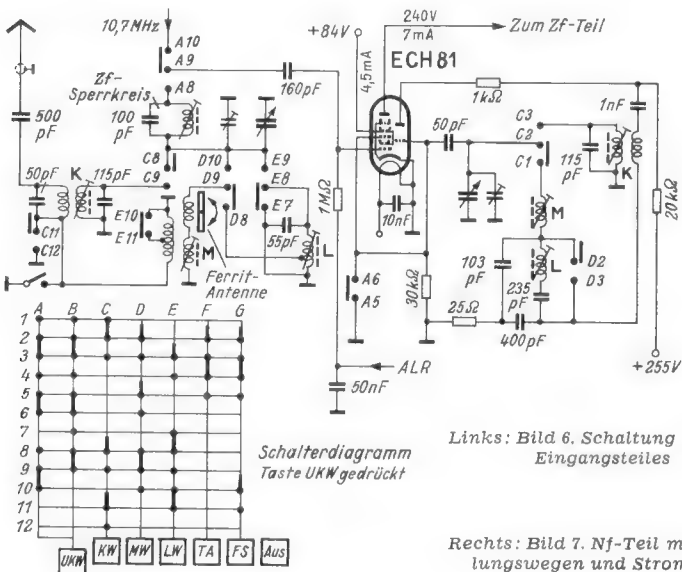 240V
10,7MHz
+84V
7mA
Zum Zf-Teil
4,5mA
ECH81
A10
A9
A8
160pF
1kΩ
1nF
Zf-
Sperrkreis
100
pF
500
pF
50pF
C3
C2
C1
115
pF
K
C8
D10
E9
50pF
K
115pF
C9
D9
E8
1MΩ
20kΩ
E10
D8
E7
10nF
M
C11
E11
55pF
C12
M
L
A6
A5
30kΩ
103
pF
L
D2
D3
Ferrit-
Antenne
235
pF
25Ω
400pF
A B C D E F G
1
2
3
4
5
6
7
8
9
10
11
12
ALR
50nF
+255V
Schalterdiagramm
Taste UKW gedrückt
UKW KW MW LW TA FS Aus
Links: Bild 6. Schaltung
Eingangsteiles
Rechts: Bild 7. Nf-Teil m
lungswegen und Stron